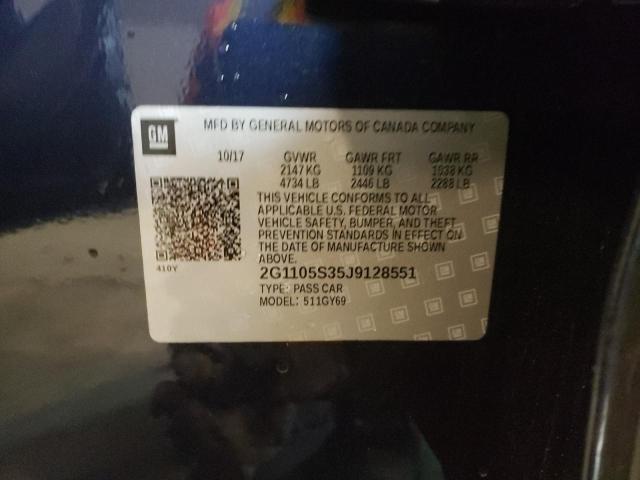 GM
MFD BY GENERAL MOTORS OF CANADA COMPANY
10/17 GVWR GAWR FRT GAWR RR
2147 KG 1109 KG 1038 KG
4734 LB 2446 LB 2288 LB
THIS VEHICLE CONFORMS TO ALL
APPLICABLE U.S. FEDERAL MOTOR
VEHICLE SAFETY, BUMPER, AND THEFT
PREVENTION STANDARDS IN EFFECT ON
THE DATE OF MANUFACTURE SHOWN
ABOVE.
410Y
2G1105S35J9128551
TYPE: PASS CAR
MODEL: 511GY69